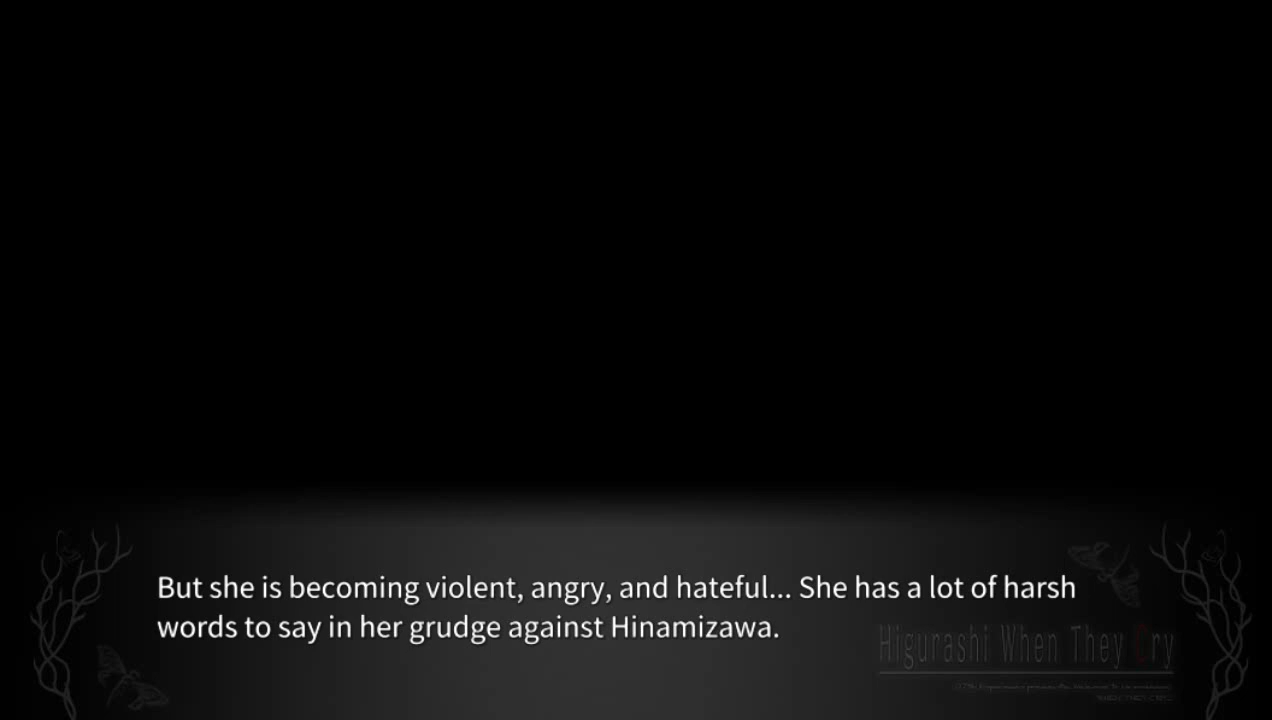 But she is becoming violent, angry, and hateful... She has a lot of harsh
words to say in her grudge against Hinamizawa.
Higurashi When They Cry